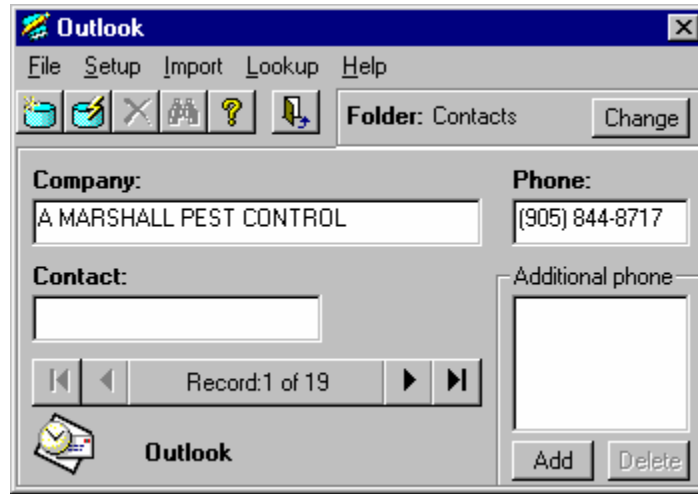 Outlook
File Setup Import Lookup Help
Folder: Contacts Change
Company: Phone:
A MARSHALL PEST CONTROL (905) 844-8717
Contact: Additional phone
Record:1 of 19
Outlook Add Delete